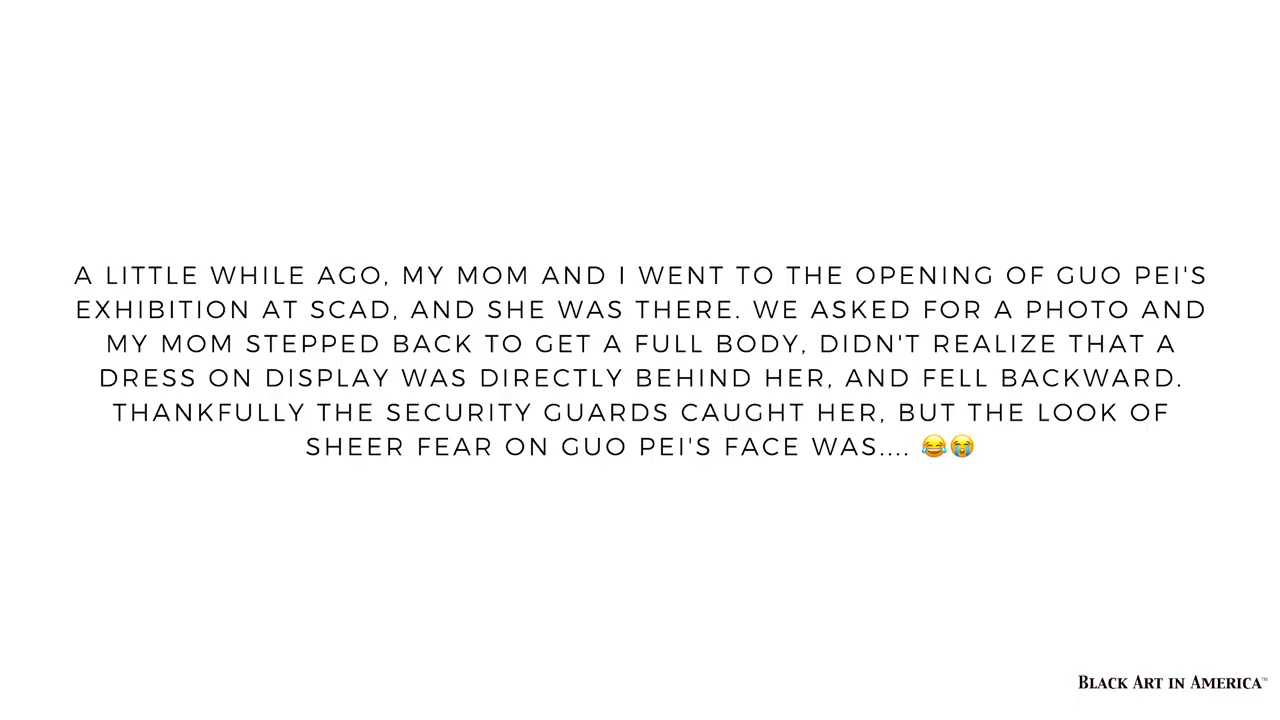 A LITTLE WHILE AGO, MY MOM AND I WENT TO THE OPENING OF GUO PEI'S
EXHIBITION AT SCAD, AND SHE WAS THERE. WE ASKED FOR A PHOTO AND
MY MOM STEPPED BACK TO GET A FULL BODY, DIDN'T REALIZE THAT A
DRESS ON DISPLAY WAS DIRECTLY BEHIND HER, AND FELL BACKWARD.
THANKFULLY THE SECURITY GUARDS CAUGHT HER, BUT THE LOOK OF
SHEER FEAR ON GUO PEI'S FACE WAS.... 😂😭
BLACK ART IN AMERICA™